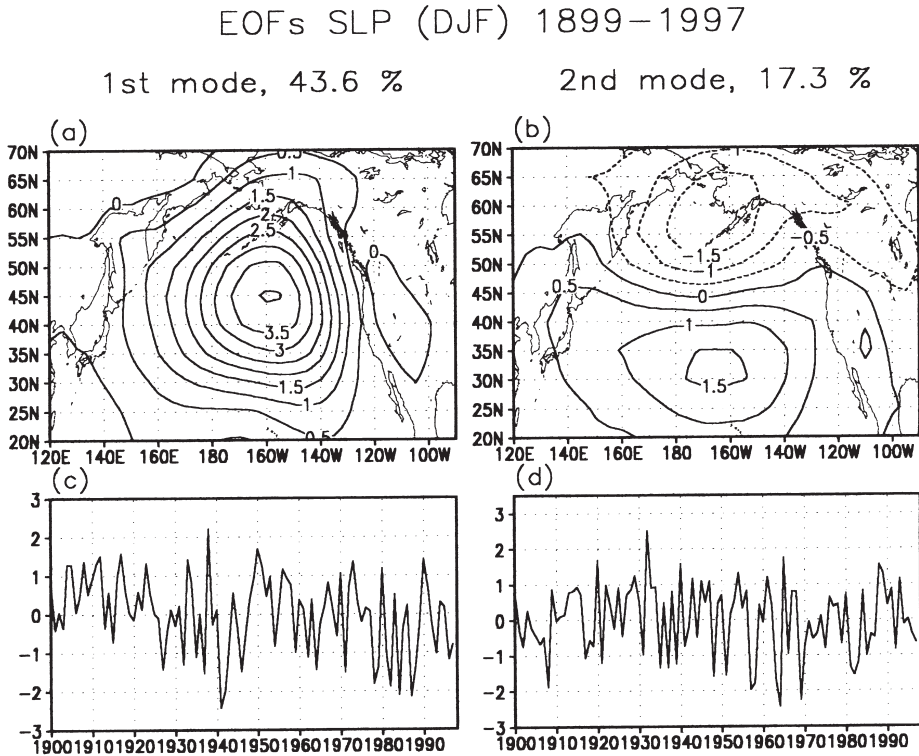 EOFs SLP (DJF) 1899−1997
1st mode, 43.6 % 2nd mode, 17.3 %
(a) (b)
70N 0.5 70N
65N 1 65N
0 1.5
60N 2 60N
55N 2.5 55N −0.5
0 −1.5
50N 50N 1
45N 45N 0.5 0
40N 3.5 40N 1
35N 3 35N
30N 1.5 30N 1.5
25N 1 25N
20N 0.5 20N
120E 140E 160E 180 160W 140W 120W 100W 120E 140E 160E 180 160W 140W 120W 100W
(c) (d)
3 3
2 2
1 1
0 0
−1 −1
−2 −2
−3 −3
1900 1910 1920 1930 1940 1950 1960 1970 1980 1990 1900 1910 1920 1930 1940 1950 1960 1970 1980 1990